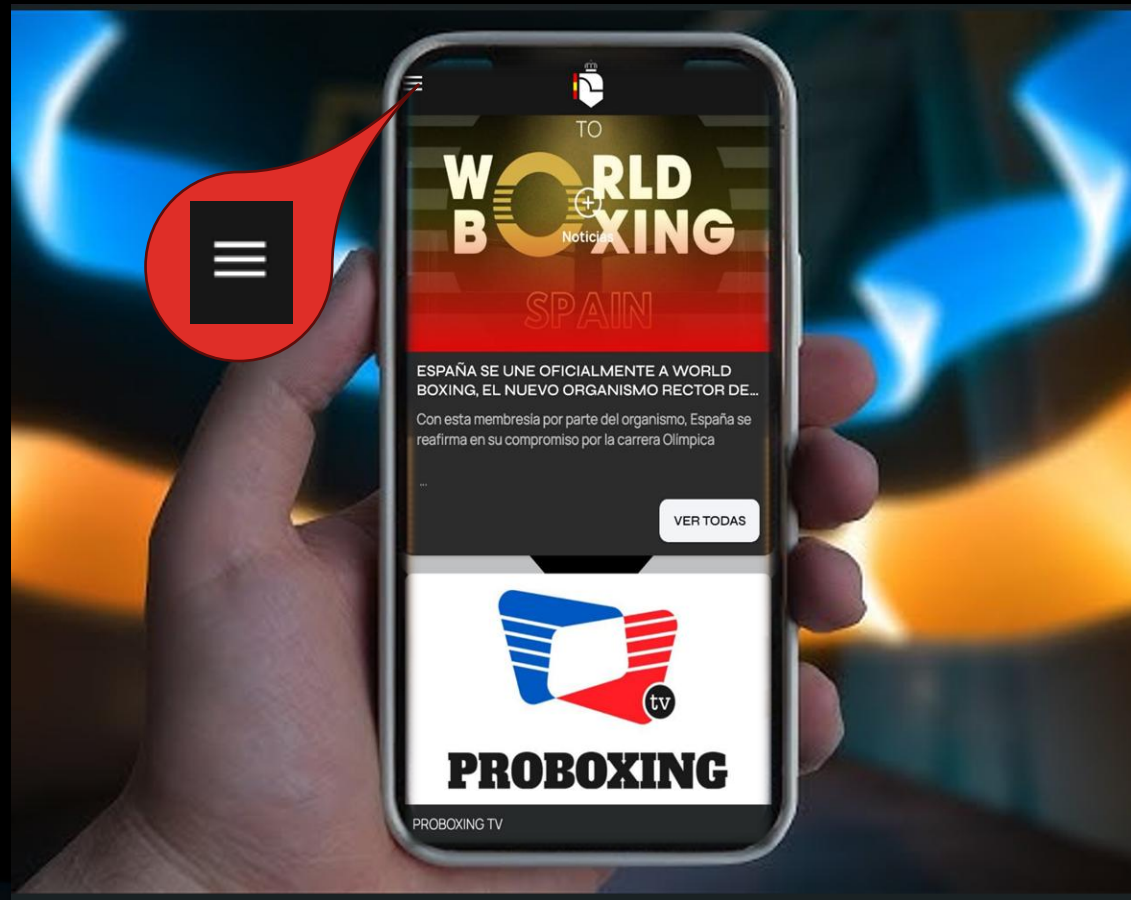 TO
WORLD
BOXING
Noticias
SPAIN
ESPAÑA SE UNE OFICIALMENTE A WORLD
BOXING, EL NUEVO ORGANISMO RECTOR DE...
Con esta membresía por parte del organismo, España se
reafirma en su compromiso por la carrera Olímpica
...
VER TODAS
tv
PROBOXING
PROBOXING TV